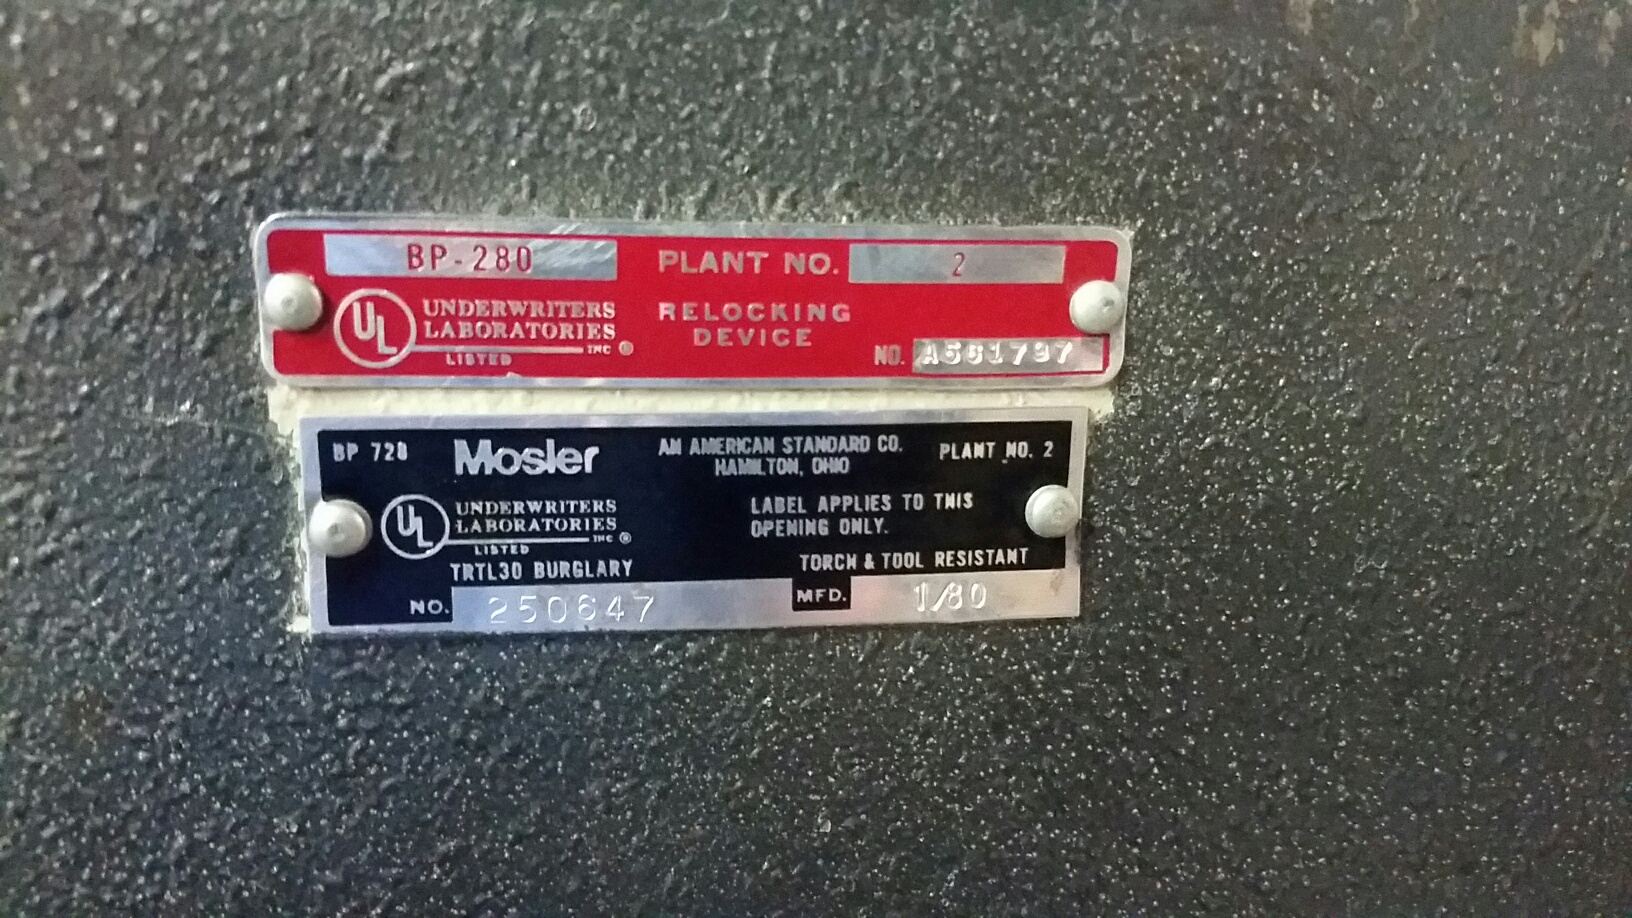 BP-280 PLANT NO. 2
UL UNDERWRITERS LABORATORIES INC ®
LISTED
RELOCKING
DEVICE
NO. A561797
BP 728 Mosler AN AMERICAN STANDARD CO.
HAMILTON, OHIO
PLANT NO. 2
UL UNDERWRITERS
LABORATORIES
INC ®
LISTED
LABEL APPLIES TO THIS
OPENING ONLY.
TRTL30 BURGLARY
TORCH & TOOL RESISTANT
NO. 250647
MFD. 1/80